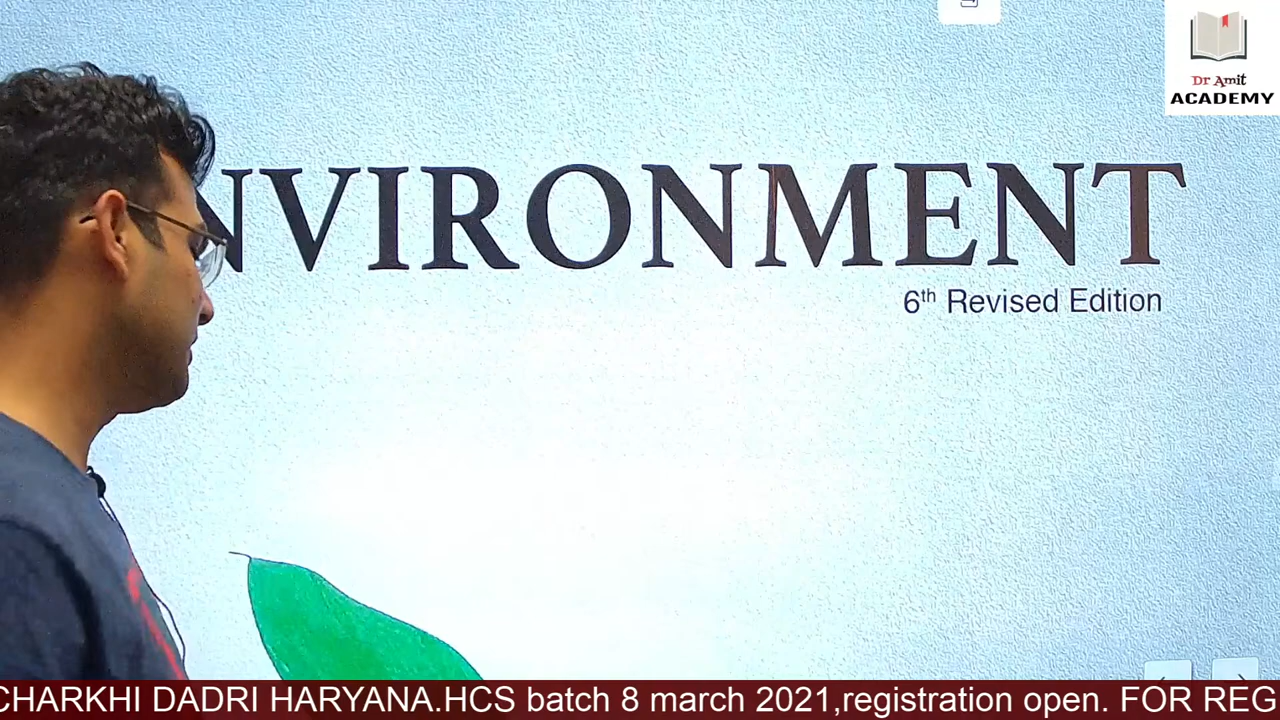 Dr Amit
ACADEMY
NVIRONMENT
6th Revised Edition
CHARKHI DADRI HARYANA.HCS batch 8 march 2021,registration open. FOR REG